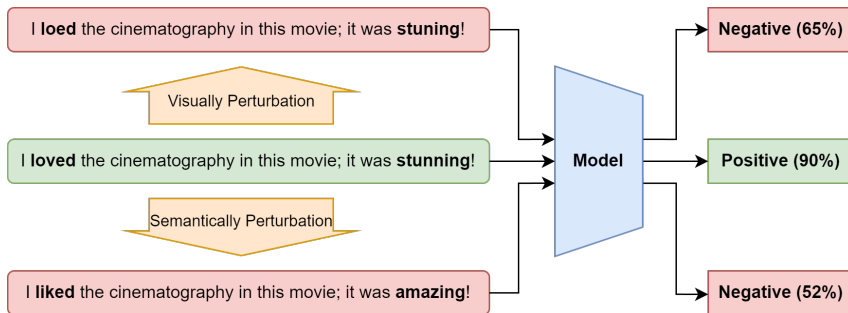 I loed the cinematography in this movie; it was stuning!
Negative (65%)
Visually Perturbation
I loved the cinematography in this movie; it was stunning!
Model
Positive (90%)
Semantically Perturbation
I liked the cinematography in this movie; it was amazing!
Negative (52%)